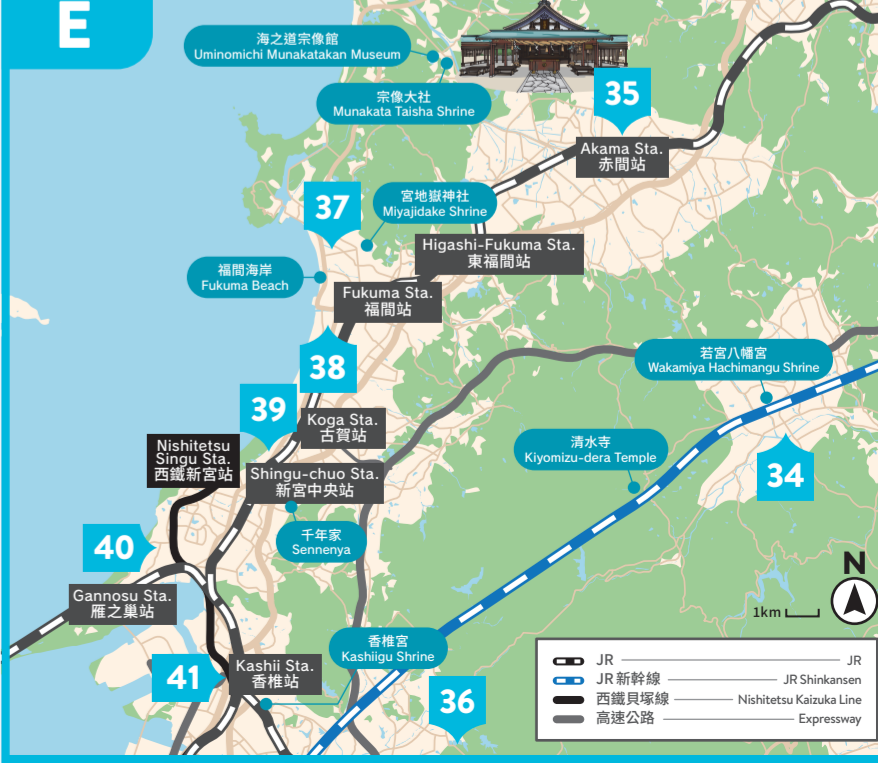 E
海之道宗像館
Uminomichi Munakatakan Museum
宗像大社
Munakata Taisha Shrine
35
Akama Sta.
赤間站
37
宮地嶽神社
Miyajidake Shrine
Higashi-Fukuma Sta.
東福間站
福間海岸
Fukuma Beach
Fukuma Sta.
福間站
38
若宮八幡宮
Wakamiya Hachimangu Shrine
39
Koga Sta.
古賀站
Nishitetsu
Singu Sta.
西鐵新宮站
清水寺
Kiyomizu-dera Temple
Shingu-chuo Sta.
新宮中央站
34
千年家
Sennenya
40
Gannosu Sta.
雁之巢站
N
1km
香椎宮
Kashiigu Shrine
Kashii Sta.
香椎站
41
36
JR JR
JR新幹線 JR Shinkansen
西鐵貝塚線 Nishitetsu Kaizuka Line
高速公路 Expressway